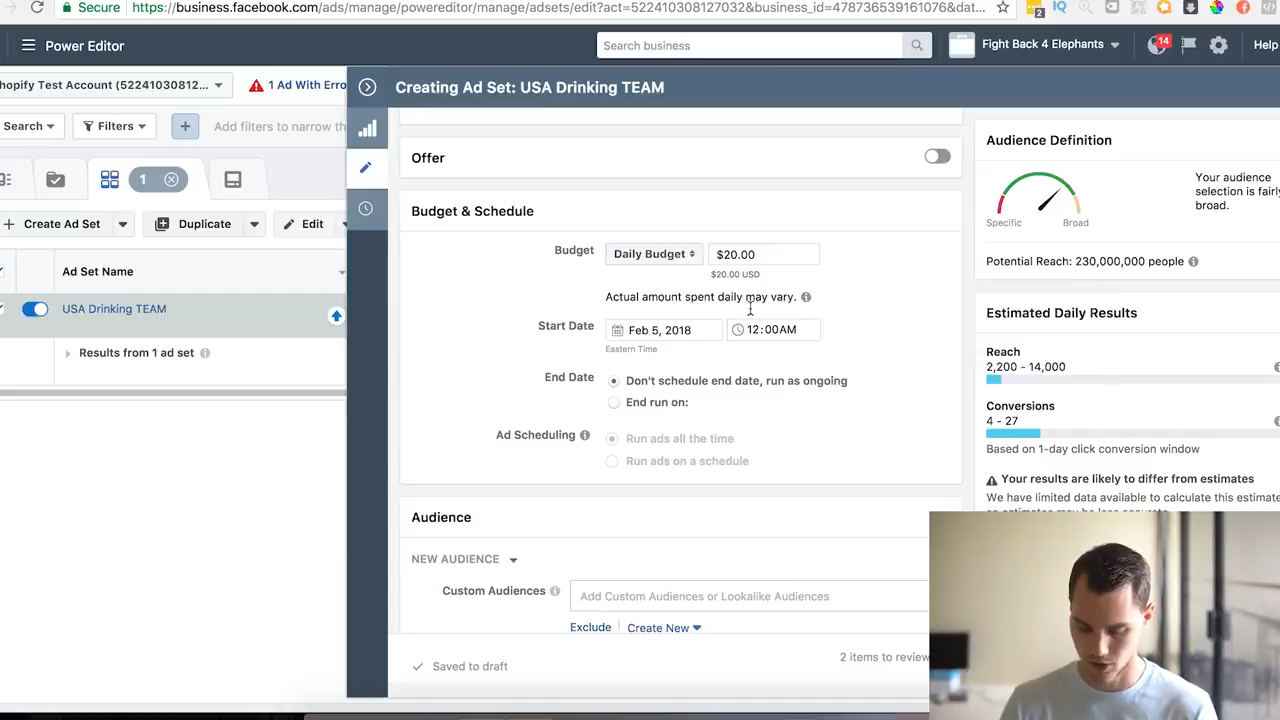 Secure
https://business.facebook.com/ads/manage/powereditor/manage/adsets/edit?act=522410308127032&business_id=478736539161076&dat...
2
Power Editor
Search business
Fight Back 4 Elephants
14
Help
hopify Test Account (52241030812...
1 Ad With Erro
Creating Ad Set: USA Drinking TEAM
Search
Filters
Add filters to narrow th
1
Create Ad Set
Duplicate
Edit
Ad Set Name
USA Drinking TEAM
Results from 1 ad set
Offer
Budget & Schedule
Budget
Daily Budget
$20.00
$20.00 USD
Actual amount spent daily may vary.
Start Date
Feb 5, 2018
12:00AM
Eastern Time
End Date
Don't schedule end date, run as ongoing
End run on:
Ad Scheduling
Run ads all the time
Run ads on a schedule
Audience
NEW AUDIENCE
Custom Audiences
Add Custom Audiences or Lookalike Audiences
Exclude
Create New
Saved to draft
2 items to review
Audience Definition
Specific
Broad
Your audience
selection is fairly
broad.
Potential Reach: 230,000,000 people
Estimated Daily Results
Reach
2,200 - 14,000
Conversions
4 - 27
Based on 1-day click conversion window
Your results are likely to differ from estimates
We have limited data available to calculate this estimate